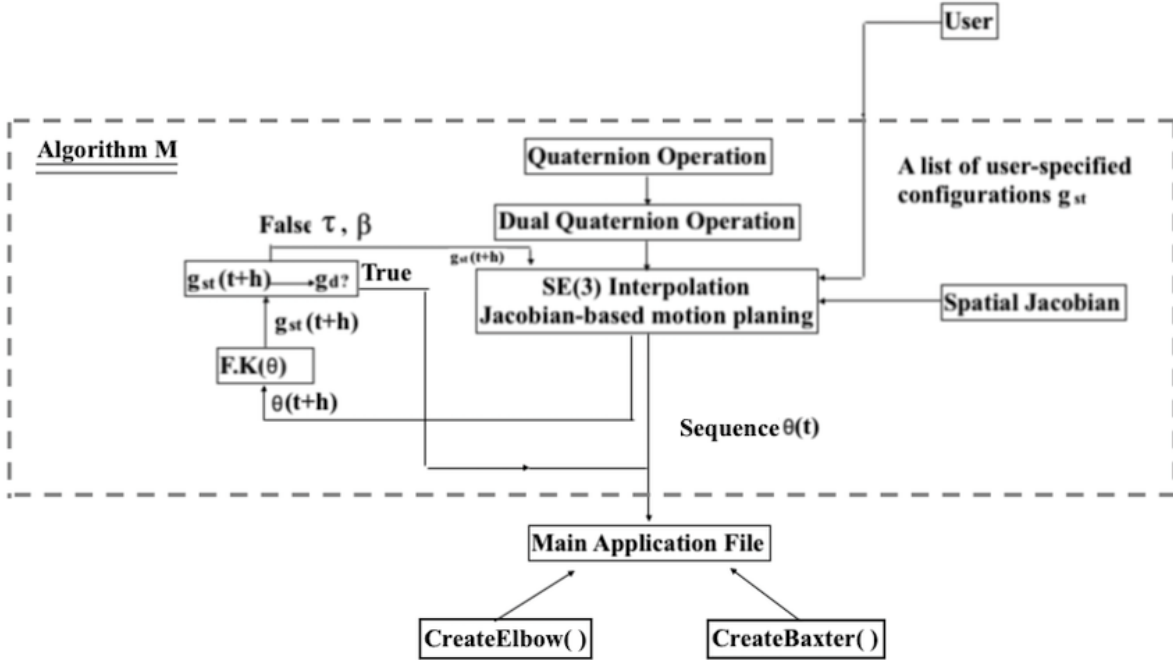 User
Algorithm M
Quaternion Operation
A list of user-specified
configurations g st
Dual Quaternion Operation
False τ, β
g st (t+h)
g st (t+h) g d?
True
SE(3) Interpolation
Jacobian-based motion planing
Spatial Jacobian
g st (t+h)
F.K(θ)
θ(t+h)
Sequence θ(t)
Main Application File
CreateElbow( )
CreateBaxter( )